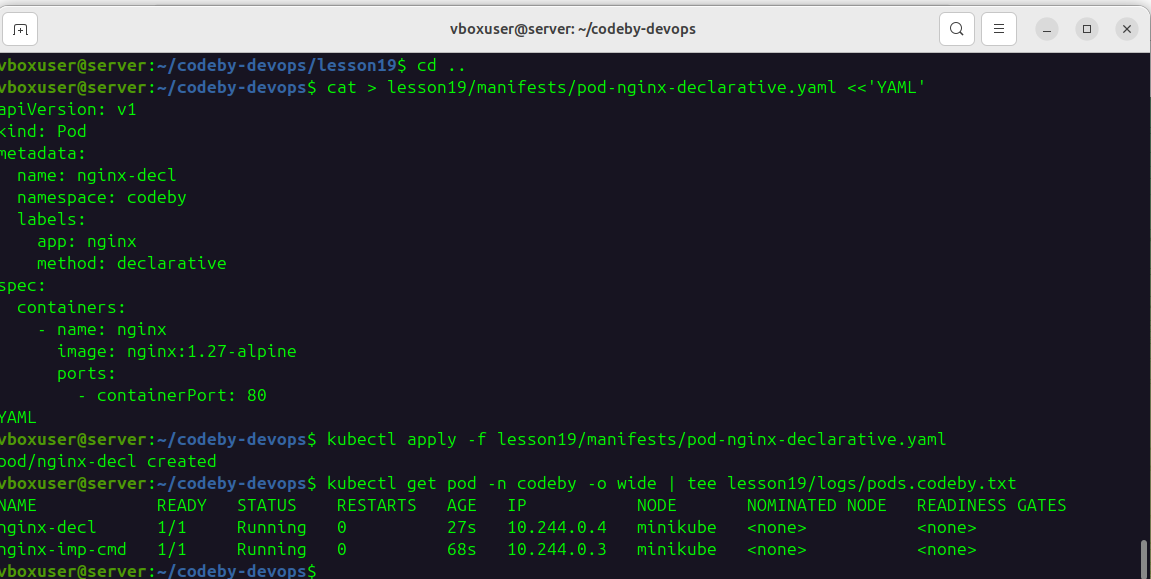 vboxuser@server: ~/codeby-devops
vboxuser@server:~/codeby-devops/lesson19$ cd ..
vboxuser@server:~/codeby-devops$ cat > lesson19/manifests/pod-nginx-declarative.yaml <<'YAML'
apiVersion: v1
kind: Pod
metadata:
  name: nginx-decl
  namespace: codeby
  labels:
    app: nginx
    method: declarative
spec:
  containers:
    - name: nginx
      image: nginx:1.27-alpine
      ports:
        - containerPort: 80
YAML
vboxuser@server:~/codeby-devops$ kubectl apply -f lesson19/manifests/pod-nginx-declarative.yaml
pod/nginx-decl created
vboxuser@server:~/codeby-devops$ kubectl get pod -n codeby -o wide | tee lesson19/logs/pods.codeby.txt
NAME            READY   STATUS    RESTARTS   AGE   IP           NODE       NOMINATED NODE   READINESS GATES
nginx-decl      1/1     Running   0          27s   10.244.0.4   minikube   <none>           <none>
nginx-imp-cmd   1/1     Running   0          68s   10.244.0.3   minikube   <none>           <none>
vboxuser@server:~/codeby-devops$